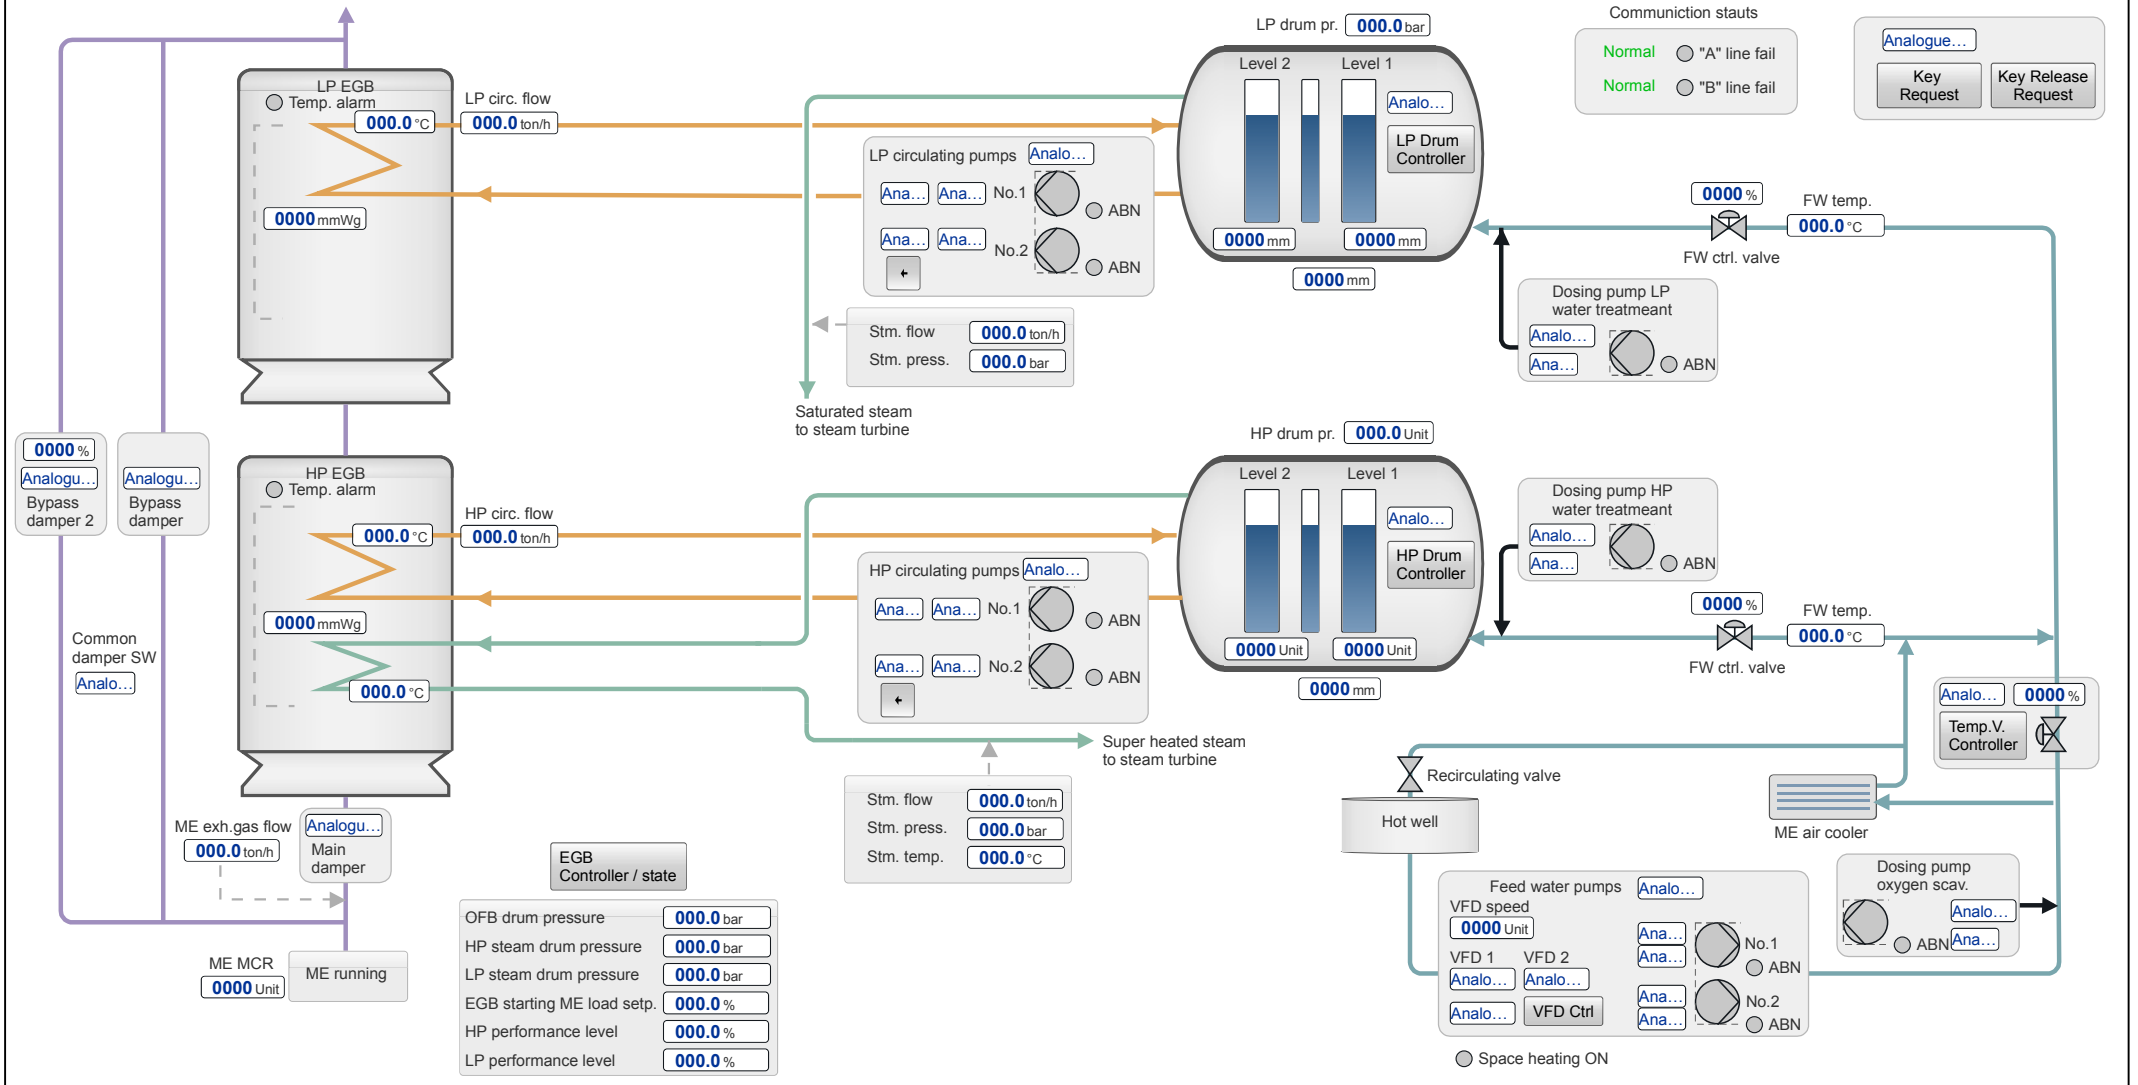 LP drum pr. 000.0 bar
Communiction stauts
Normal "A" line fail
Normal "B" line fail
Analogue...
Key
Request
Key Release
Request
LP EGB
Temp. alarm
000.0 °C
LP circ. flow
000.0 ton/h
0000 mmWg
LP circulating pumps Analo...
Ana... Ana... No.1
ABN
Ana... Ana... No.2
ABN
Level 2 Level 1
Analo...
LP Drum
Controller
0000 mm 0000 mm
0000 mm
0000 %
FW ctrl. valve
FW temp.
000.0 °C
Dosing pump LP
water treatmeant
Analo...
Ana... ABN
Stm. flow 000.0 ton/h
Stm. press. 000.0 bar
Saturated steam
to steam turbine
0000 %
Analogu...
Bypass
damper 2
Analogu...
Bypass
damper
Common
damper SW
Analo...
HP EGB
Temp. alarm
000.0 °C
HP circ. flow
000.0 ton/h
0000 mmWg
000.0 °C
HP circulating pumps Analo...
Ana... Ana... No.1
ABN
Ana... Ana... No.2
ABN
HP drum pr. 000.0 Unit
Level 2 Level 1
Analo...
HP Drum
Controller
0000 Unit 0000 Unit
0000 mm
Dosing pump HP
water treatmeant
Analo...
Ana... ABN
0000 %
FW ctrl. valve
FW temp.
000.0 °C
Analo... 0000 %
Temp.V.
Controller
Super heated steam
to steam turbine
Stm. flow 000.0 ton/h
Stm. press. 000.0 bar
Stm. temp. 000.0 °C
Recirculating valve
Hot well
ME air cooler
ME exh.gas flow
000.0 ton/h
Analogu...
Main
damper
ME MCR
0000 Unit
ME running
EGB
Controller / state
OFB drum pressure 000.0 bar
HP steam drum pressure 000.0 bar
LP steam drum pressure 000.0 bar
EGB starting ME load setp. 000.0 %
HP performance level 000.0 %
LP performance level 000.0 %
Feed water pumps Analo...
VFD speed
0000 Unit
VFD 1 VFD 2
Analo... Analo...
Analo... VFD Ctrl
Ana...
Ana...
No.1
ABN
Ana...
Ana...
No.2
ABN
Dosing pump
oxygen scav.
Analo...
ABN Ana...
Space heating ON